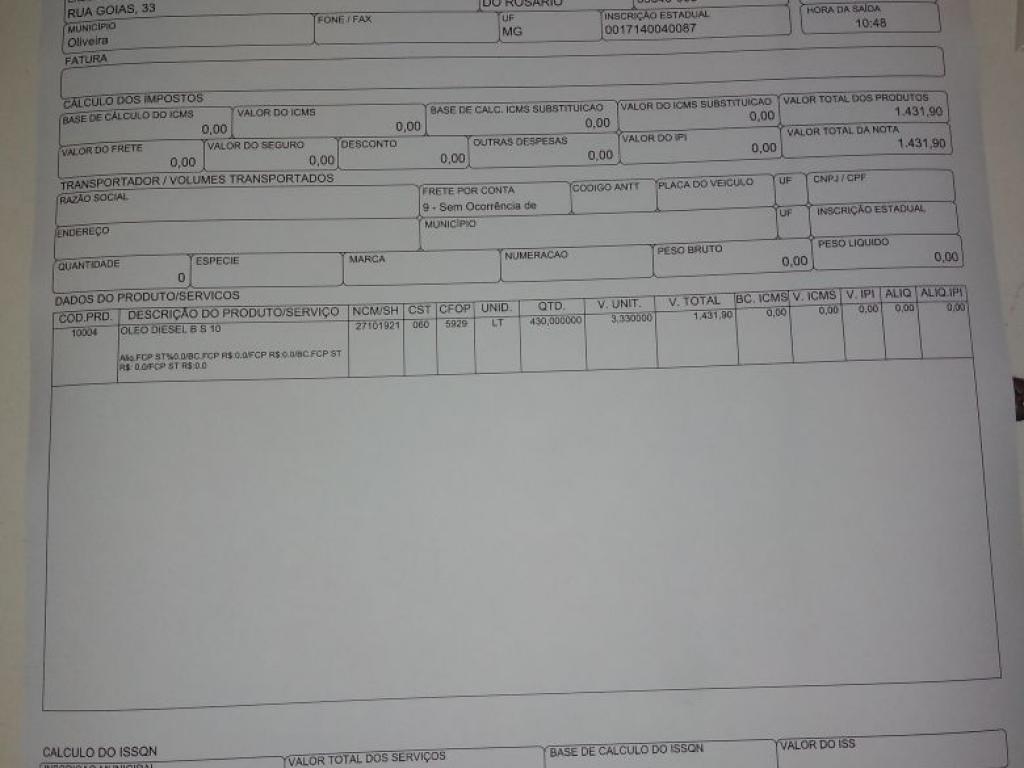 RUA GOIAS, 33 DO ROSARIO
MUNICÍPIO FONE / FAX UF INSCRIÇÃO ESTADUAL HORA DA SAÍDA
Oliveira MG 0017140040087 10:48
FATURA
CÁLCULO DOS IMPOSTOS
BASE DE CÁLCULO DO ICMS VALOR DO ICMS BASE DE CALC. ICMS SUBSTITUICAO VALOR DO ICMS SUBSTITUICAO VALOR TOTAL DOS PRODUTOS
0,00 0,00 0,00 0,00 1.431,90
VALOR DO FRETE VALOR DO SEGURO DESCONTO OUTRAS DESPESAS VALOR DO IPI VALOR TOTAL DA NOTA
0,00 0,00 0,00 0,00 0,00 1.431,90
TRANSPORTADOR / VOLUMES TRANSPORTADOS
RAZÃO SOCIAL FRETE POR CONTA CODIGO ANTT PLACA DO VEICULO UF CNPJ / CPF
9 - Sem Ocorrência de
ENDEREÇO MUNICÍPIO UF INSCRIÇÃO ESTADUAL
QUANTIDADE ESPECIE MARCA NUMERACAO PESO BRUTO PESO LIQUIDO
0 0,00 0,00
DADOS DO PRODUTO/SERVICOS
COD.PRD. DESCRIÇÃO DO PRODUTO/SERVIÇO NCM/SH CST CFOP UNID. QTD. V. UNIT. V. TOTAL BC. ICMS V. ICMS V. IPI ALIQ ALIQ.IPI
10004 OLEO DIESEL B S 10 27101921 060 5929 LT 430,000000 3,330000 1.431,90 0,00 0,00 0,00 0,00 0,00
Aliq.FCP ST%0.0/BC.FCP R$:0.0/FCP R$:0.0/BC.FCP ST
R$: 0.0/FCP ST R$:0.0
CALCULO DO ISSQN
INSCRIÇAO MUNICIPAL VALOR TOTAL DOS SERVIÇOS BASE DE CALCULO DO ISSQN VALOR DO ISS